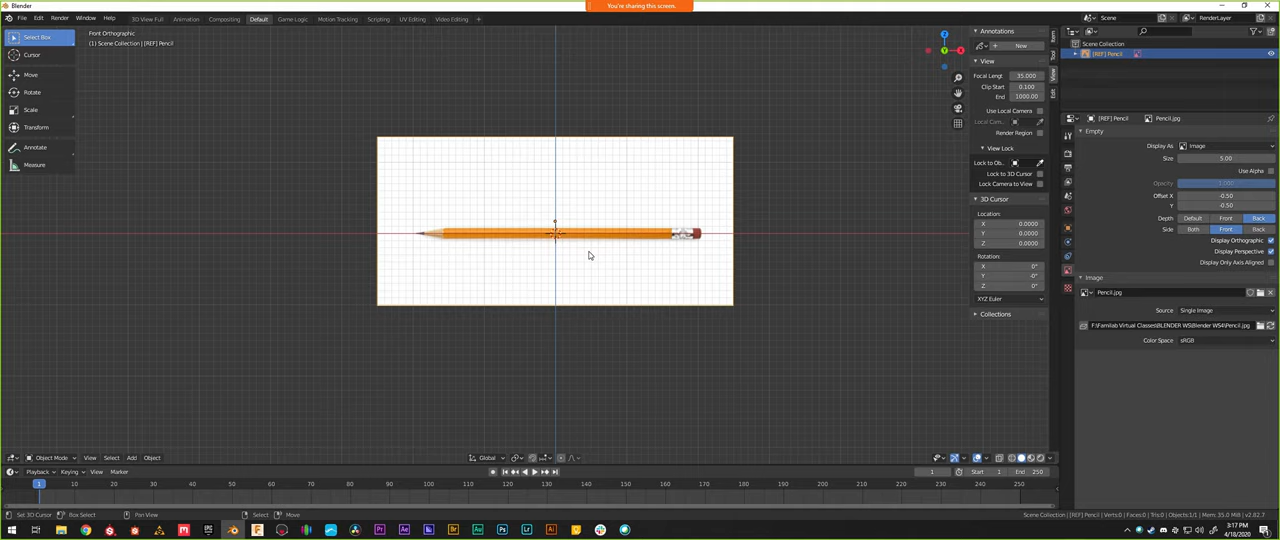 You're sharing this screen.
Blender
File Edit Render Window Help
3D View Full Animation Compositing Default Game Logic Motion Tracking Scripting UV Editing Video Editing
Scene RenderLayer
Select Box
Cursor
Move
Rotate
Scale
Transform
Annotate
Measure
Front Orthographic
(1) Scene Collection | [REF] Pencil
Z
X
Y
Annotations
New
View
Focal Lengt 35.000
Clip Start 0.100
End 1000.00
Use Local Camera
Local Cam...
Render Region
View Lock
Lock to Ob..
Lock to 3D Cursor
Lock Camera to View
3D Cursor
Location:
X 0.0000
Y 0.0000
Z 0.0000
Rotation:
X 0°
Y -0°
Z 0°
XYZ Euler
Collections
Item
Tool
View
Edit
Scene Collection
[REF] Pencil
[REF] Pencil Pencil.jpg
Empty
Display As Image
Size 5.00
Use Alpha
Opacity
Offset X -0.50
Y -0.50
Depth Default Front Back
Side Both Front Back
Display Orthographic
Display Perspective
Display Only Axis Aligned
Image
Pencil.jpg
Source Single Image
F:\Familab Virtual Classes\BLENDER WS\Blender WS4\Pencil.jpg
Color Space sRGB
Object Mode View Select Add Object
Global
Playback Keying View Marker
1 Start 1 End 250
1 10 20 30 40 50 60 70 80 90 100 110 120 130 140 150 160 170 180 190 200 210 220 230 240 250
Set 3D Cursor Box Select Pan View Select Move
Scene Collection | [REF] Pencil | Verts:0 | Faces:0 | Tris:0 | Objects:1/1 | Mem: 35.0 MiB | v2.82.7
3:17 PM
4/18/2020